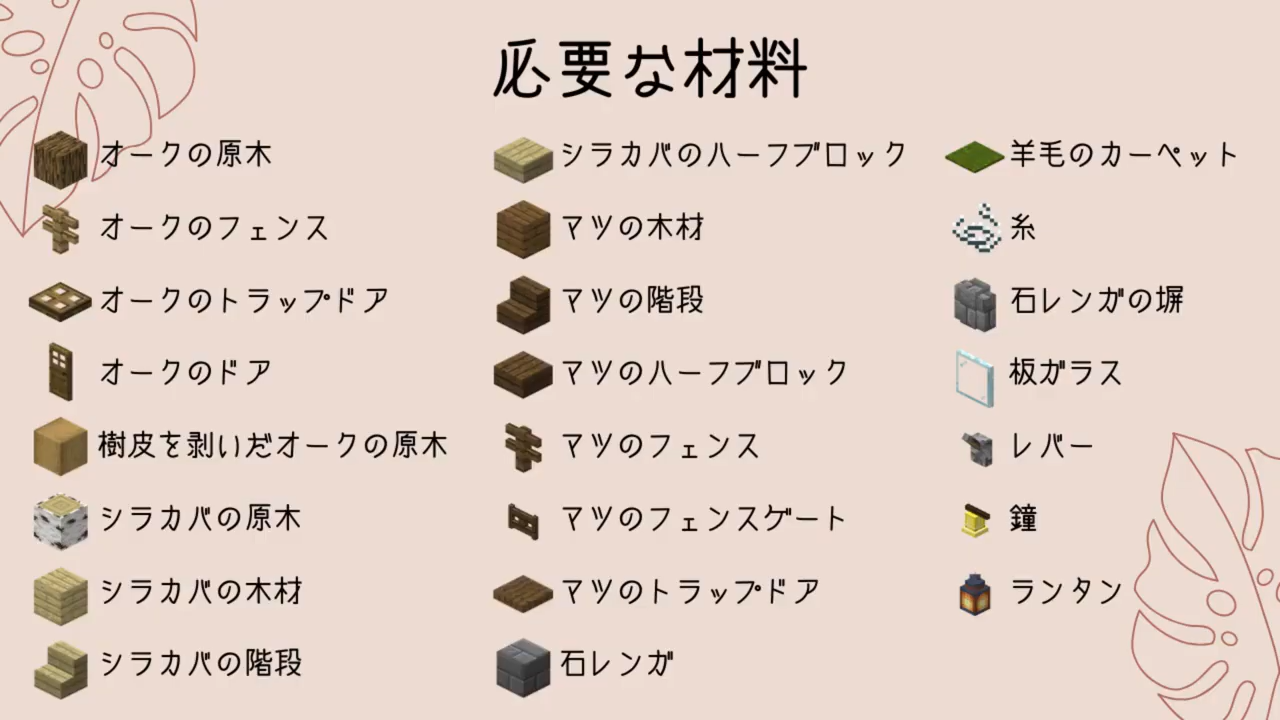 必要な材料
オークの原木
オークのフェンス
オークのトラップドア
オークのドア
樹皮を剥いだオークの原木
シラカバの原木
シラカバの木材
シラカバの階段
シラカバのハーフブロック
マツの木材
マツの階段
マツのハーフブロック
マツのフェンス
マツのフェンスゲート
マツのトラップドア
石レンガ
羊毛のカーペット
糸
石レンガの塀
板ガラス
レバー
鐘
ランタン